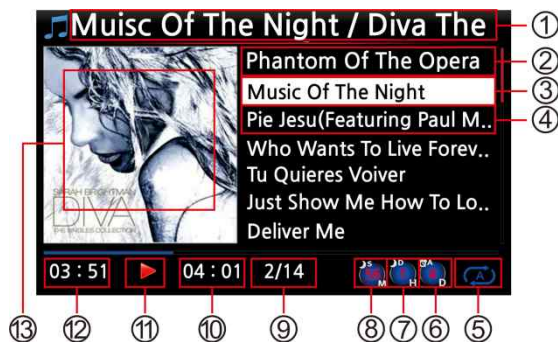 Muisc Of The Night / Diva The
①
Phantom Of The Opera
②
Music Of The Night
③
Pie Jesu(Featuring Paul M..
④
Who Wants To Live Forev..
Tu Quieres Voiver
Just Show Me How To Lo..
Deliver Me
SARAH BRIGHTMAN
DIVA
THE SINGLES COLLECTION
03 : 51
04 : 01
2/14
S
M
D
H
A
D
A
⑬
⑫
⑪
⑩
⑨
⑧
⑦
⑥
⑤